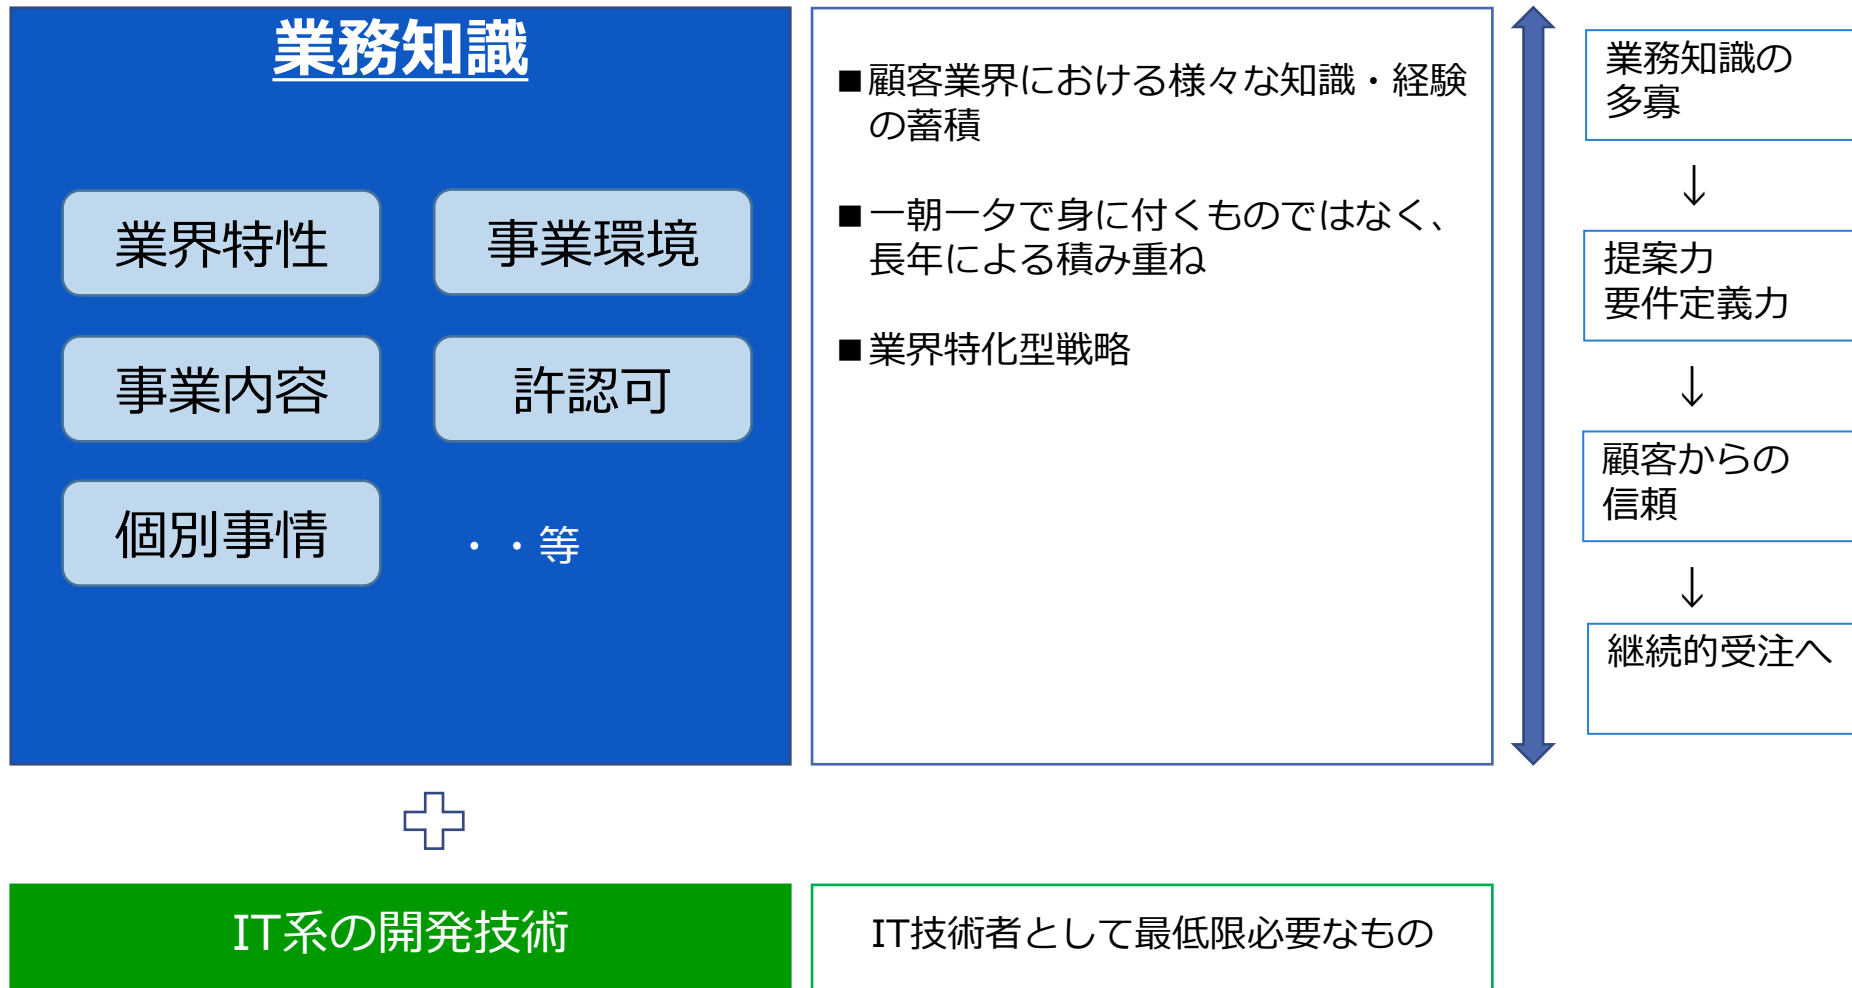 業務知識
業界特性
事業環境
事業内容
許認可
個別事情
・・等
■顧客業界における様々な知識・経験
の蓄積
■一朝一夕で身に付くものではなく、
長年による積み重ね
■業界特化型戦略
業務知識の
多寡
↓
提案力
要件定義力
↓
顧客からの
信頼
↓
継続的受注へ
IT系の開発技術
IT技術者として最低限必要なもの